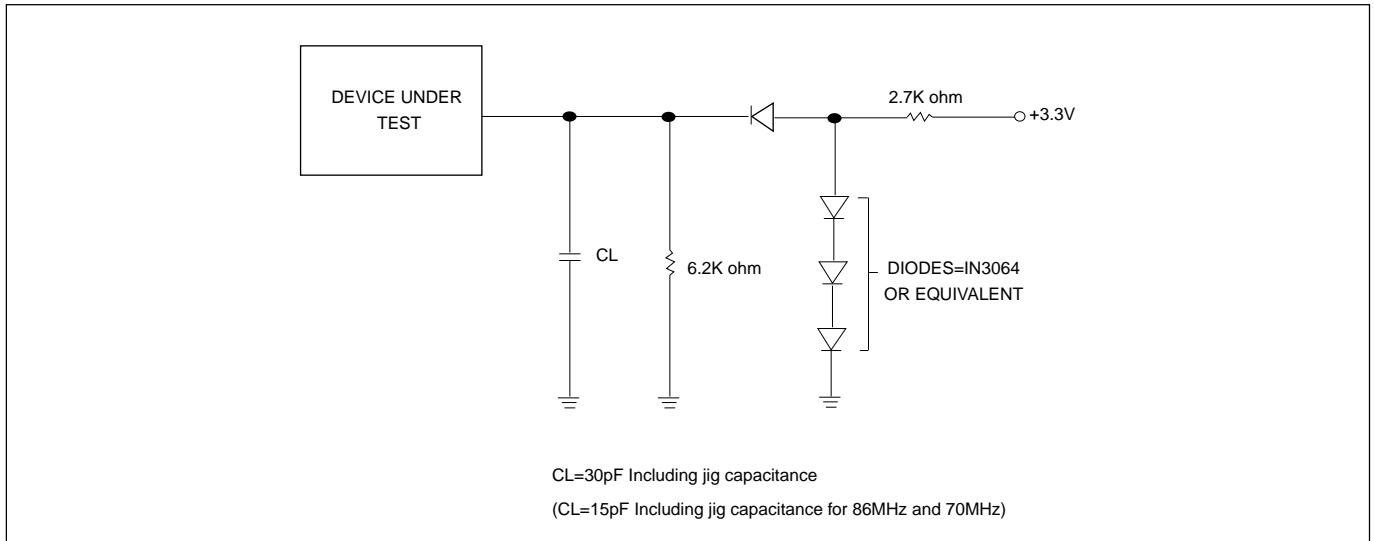 DEVICE UNDER
TEST
2.7K ohm
+3.3V
CL
6.2K ohm
DIODES=IN3064
OR EQUIVALENT
CL=30pF Including jig capacitance
(CL=15pF Including jig capacitance for 86MHz and 70MHz)